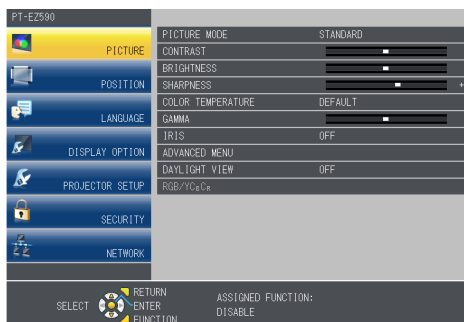 PT-EZ590
PICTURE
POSITION
LANGUAGE
DISPLAY OPTION
PROJECTOR SETUP
SECURITY
NETWORK
PICTURE MODE STANDARD
CONTRAST
BRIGHTNESS
SHARPNESS +
COLOR TEMPERATURE DEFAULT
GAMMA
IRIS OFF
ADVANCED MENU
DAYLIGHT VIEW OFF
RGB/YCBCR
SELECT
RETURN
ENTER
FUNCTION
ASSIGNED FUNCTION:
DISABLE